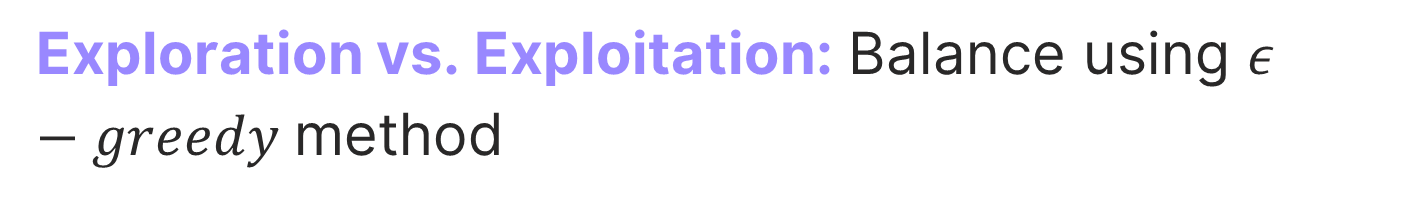 Exploration vs. Exploitation: Balance using ϵ
− greedy method